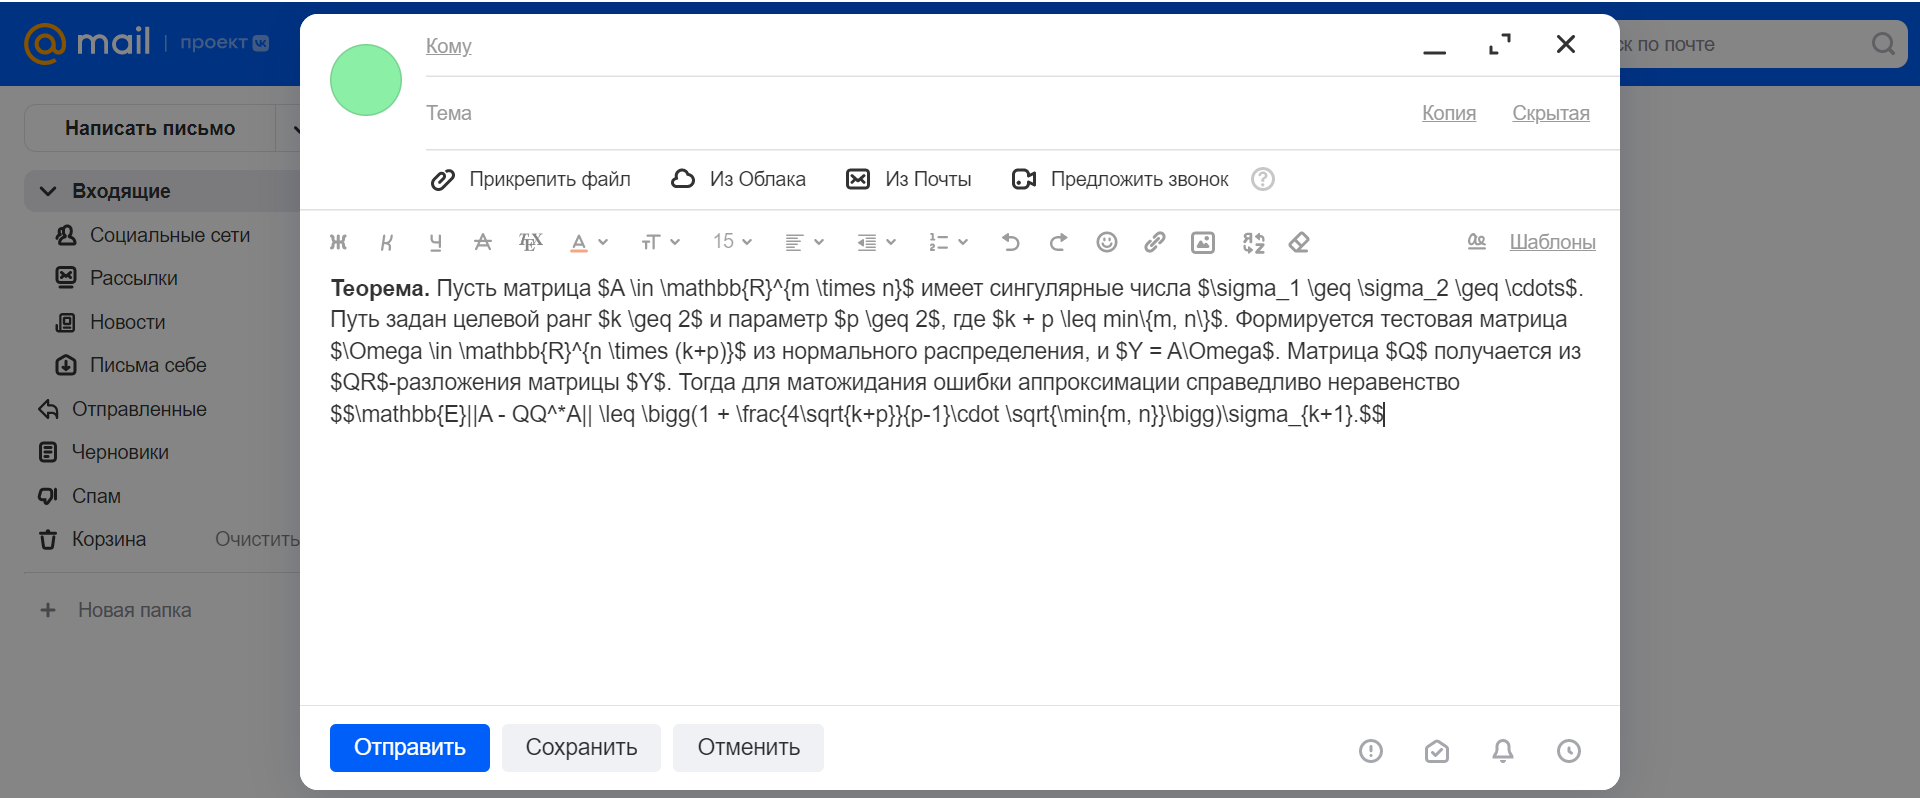 @mail | проект
Кому
ск по почте
Тема
Копия Скрытая
Написать письмо
Прикрепить файл Из Облака Из Почты Предложить звонок ?
Входящие
Социальные сети
Рассылки
Новости
Письма себе
Отправленные
Черновики
Спам
Корзина Очистить
+ Новая папка
Ж К Ч А TEX А тТ 15 Шаблоны
Теорема. Пусть матрица $A \in \mathbb{R}^{m \times n}$ имеет сингулярные числа $\sigma_1 \geq \sigma_2 \geq \cdots$.
Путь задан целевой ранг $k \geq 2$ и параметр $p \geq 2$, где $k + p \leq min\{m, n\}$. Формируется тестовая матрица
$\Omega \in \mathbb{R}^{n \times (k+p)}$ из нормального распределения, и $Y = A\Omega$. Матрица $Q$ получается из
$QR$-разложения матрицы $Y$. Тогда для матожидания ошибки аппроксимации справедливо неравенство
$$\mathbb{E}||A - QQ^*A|| \leq \bigg(1 + \frac{4\sqrt{k+p}}{p-1}\cdot \sqrt{\min{m, n}}\bigg)\sigma_{k+1}.$$
Отправить Сохранить Отменить